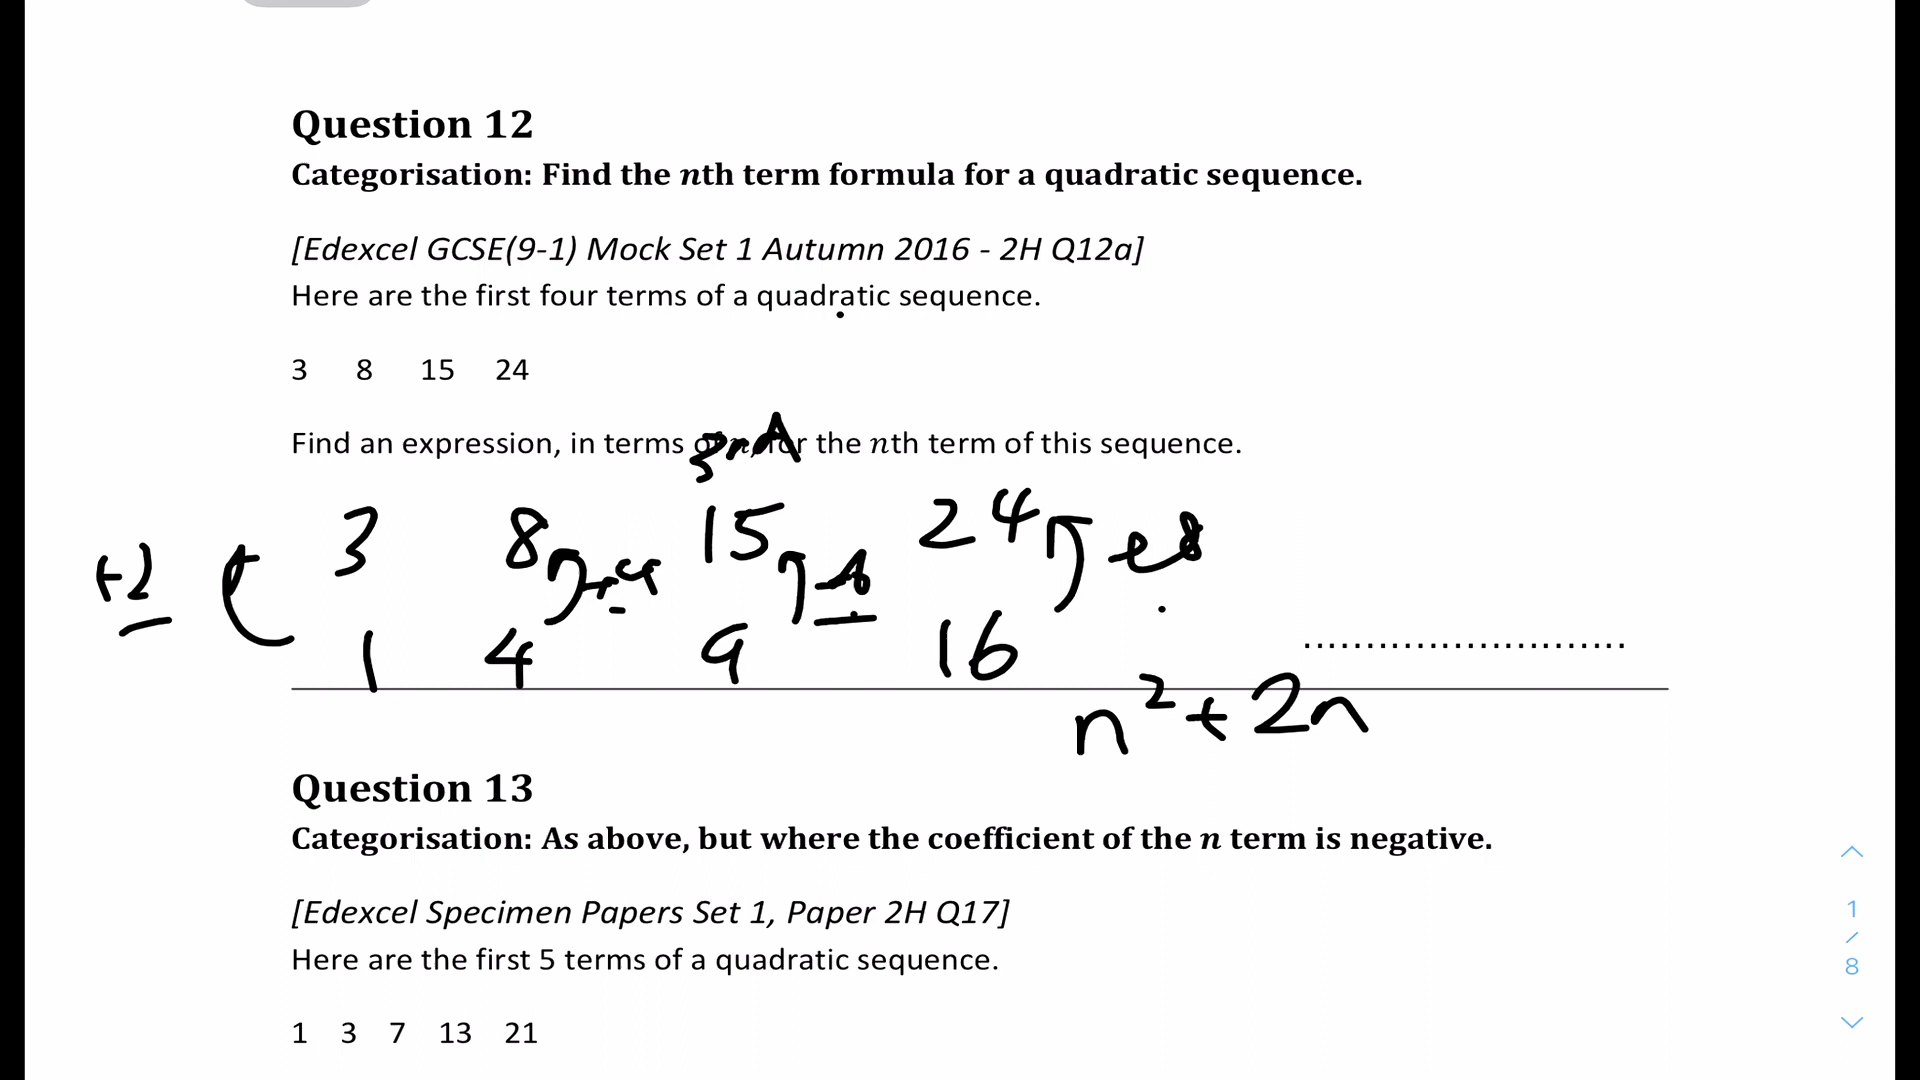 Question 12
Categorisation: Find the nth term formula for a quadratic sequence.
[Edexcel GCSE(9-1) Mock Set 1 Autumn 2016 - 2H Q12a]
Here are the first four terms of a quadratic sequence.
3 8 15 24
Find an expression, in terms of n, for the nth term of this sequence.
3 8 15 24
+2 +4 +8
1 4 9 16
..........................
n² + 2n
Question 13
Categorisation: As above, but where the coefficient of the n term is negative.
[Edexcel Specimen Papers Set 1, Paper 2H Q17]
Here are the first 5 terms of a quadratic sequence.
1 3 7 13 21
1
/
8